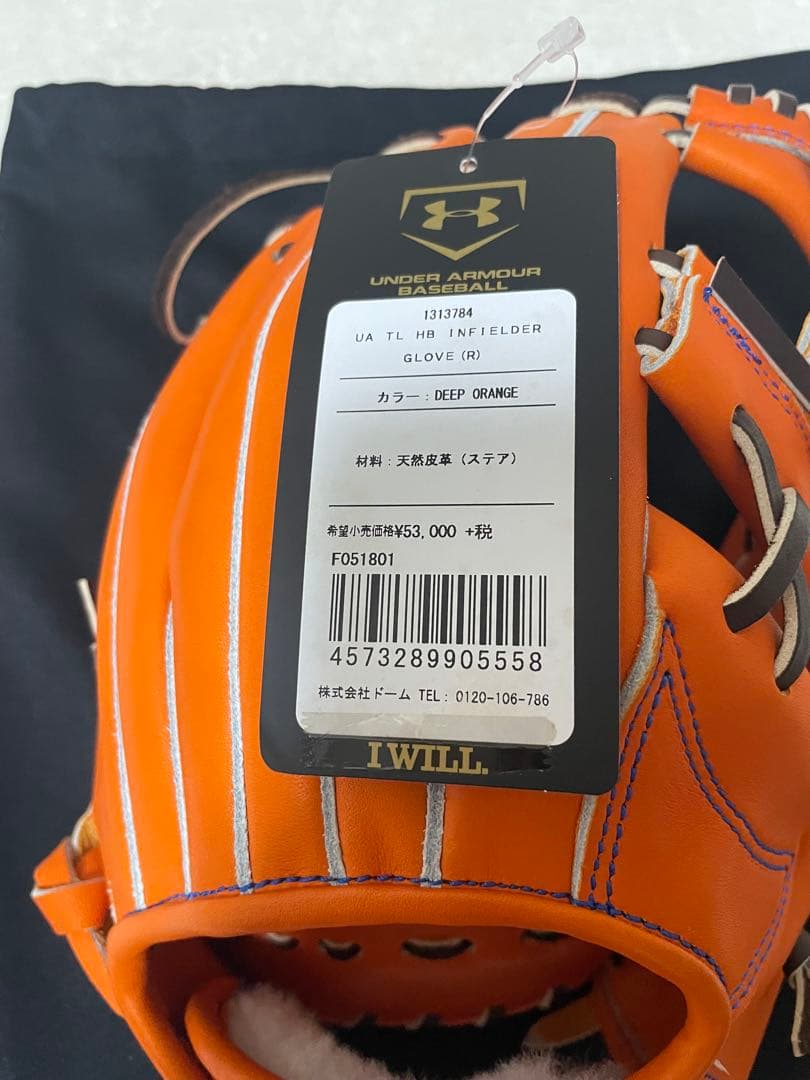 UNDER ARMOUR
BASEBALL
1313784
UA TL HB INFIELDER
GLOVE(R)
カラー:DEEP ORANGE
材料:天然皮革(ステア)
希望小売価格¥53,000 +税
F051801
4573289905558
株式会社ドーム TEL: 0120-106-786
I WILL.